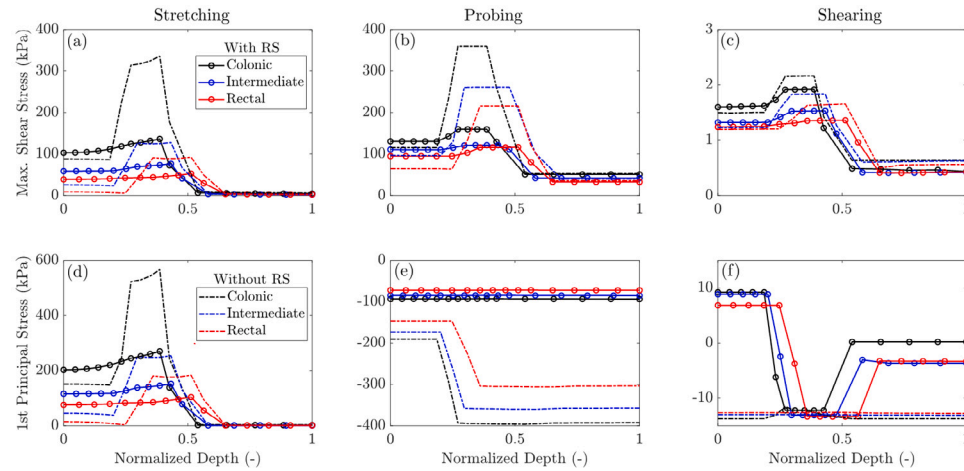 Stretching
Probing
Shearing
Max. Shear Stress (kPa)
(a)
With RS
Colonic
Intermediate
Rectal
400
300
200
100
0
0
0.5
1
(b)
400
300
200
100
0
0
0.5
1
(c)
3
2
1
0
0
0.5
1
1st Principal Stress (kPa)
(d)
Without RS
Colonic
Intermediate
Rectal
600
400
200
0
0
0.5
1
Normalized Depth (-)
(e)
0
-100
-200
-300
-400
0
0.5
1
Normalized Depth (-)
(f)
10
0
-10
0
0.5
1
Normalized Depth (-)